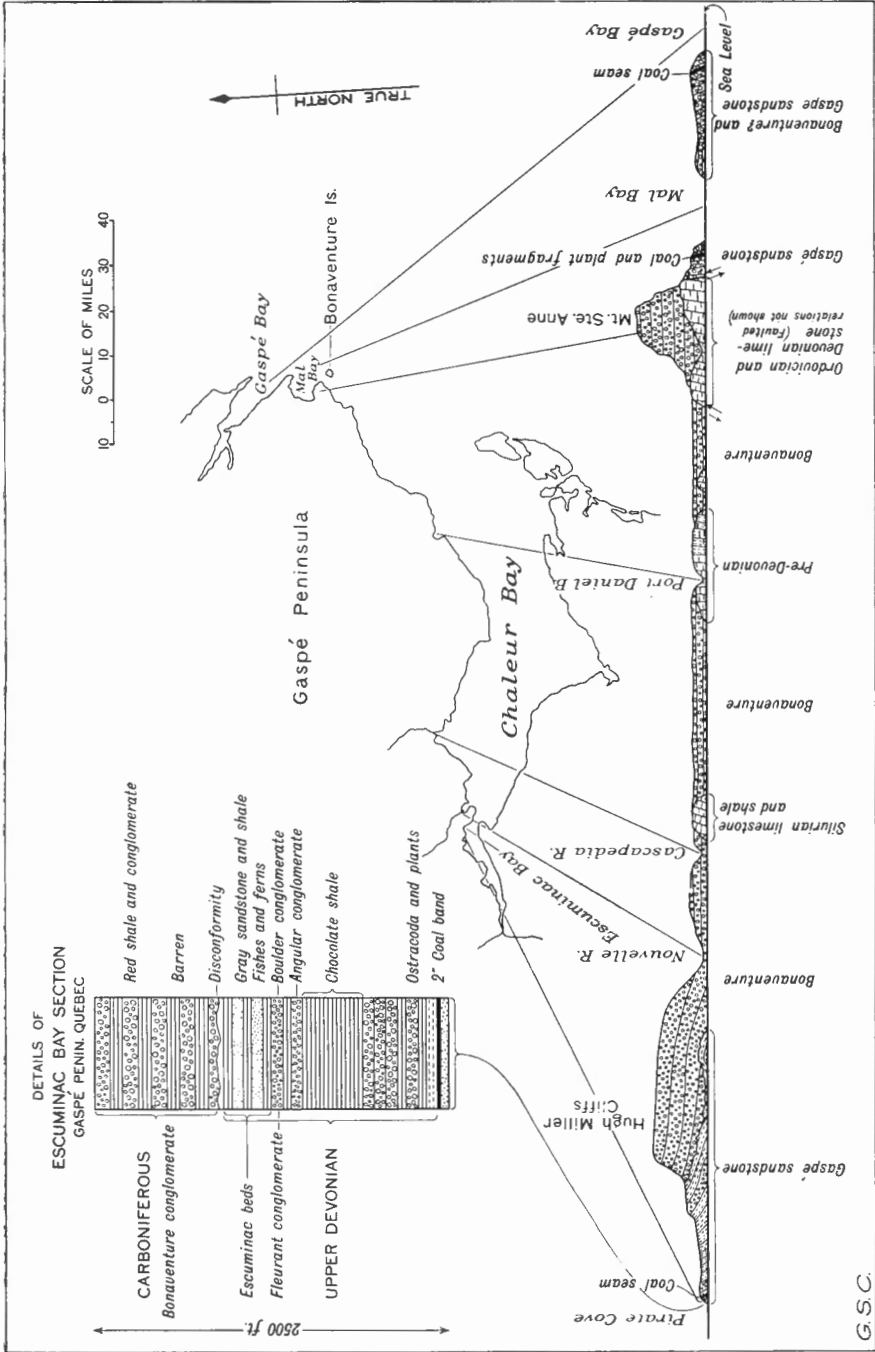 DETAILS OF
ESCUMINAC BAY SECTION
GASPÉ PENIN. QUEBEC
CARBONIFEROUS
Bonaventure conglomerate
Escuminac beds
Fleurant conglomerate
UPPER DEVONIAN
2500 ft.
Red shale and conglomerate
Barren
Disconformity
Gray sandstone and shale
Fishes and ferns
Boulder conglomerate
Angular conglomerate
Chocolate shale
Ostracoda and plants
2" Coal band
SCALE OF MILES
10 0 10 20 30 40
TRUE NORTH
Gaspé Bay
Mal
Bay
Bonaventure Is.
Gaspé Peninsula
Chaleur Bay
Escuminac Bay
Pirate Cove
Coal seam
Hugh Miller
Cliffs
Nouvelle R.
Cascapedia R.
Port Daniel B.
Mt. Ste. Anne
Coal and plant fragments
Mal Bay
Coal seam
Gaspé Bay
Sea Level
Gaspé sandstone
Bonaventure
Silurian limestone
and shale
Bonaventure
Pre-Devonian
Bonaventure
Ordovician and
Devonian lime-
stone (Faulted
relations not shown)
Gaspé sandstone
Bonaventure? and
Gaspé sandstone
G.S.C.